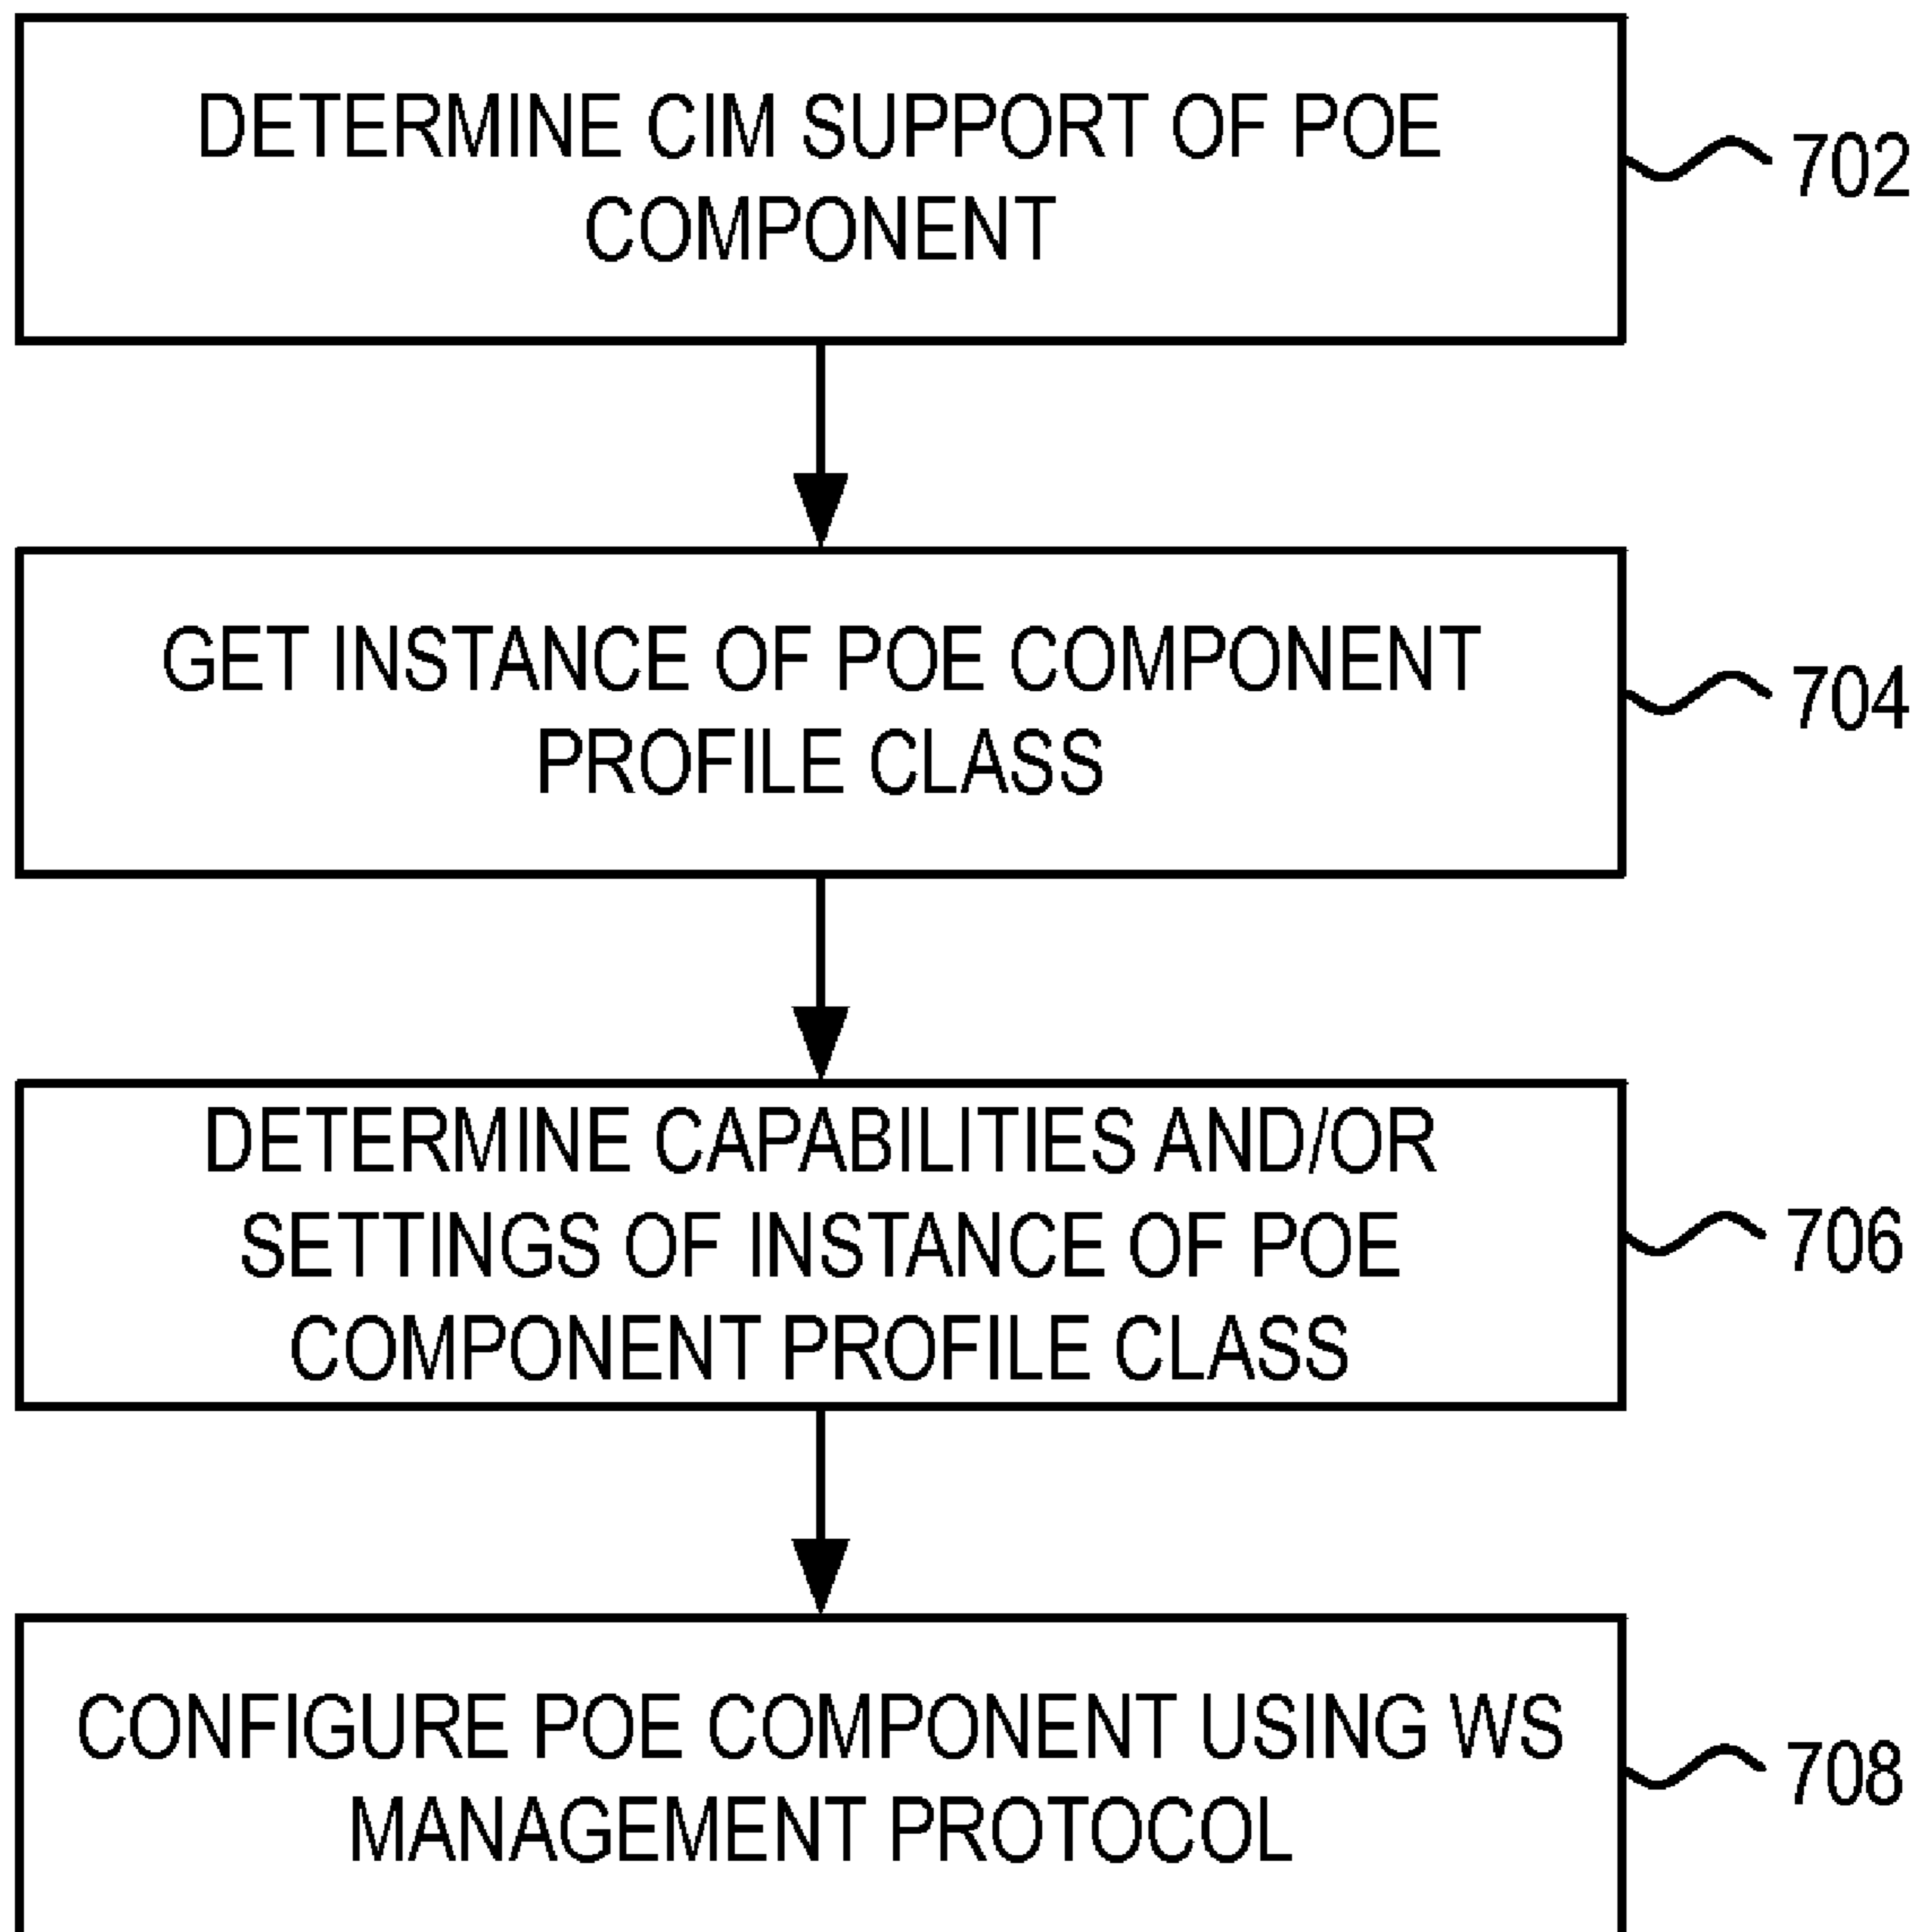 DETERMINE CIM SUPPORT OF POE
COMPONENT
702
GET INSTANCE OF POE COMPONENT
PROFILE CLASS
704
DETERMINE CAPABILITIES AND/OR
SETTINGS OF INSTANCE OF POE
COMPONENT PROFILE CLASS
706
CONFIGURE POE COMPONENT USING WS
MANAGEMENT PROTOCOL
708